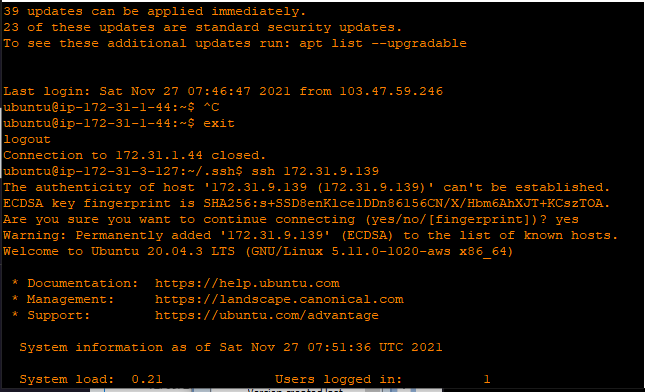 39 updates can be applied immediately.
23 of these updates are standard security updates.
To see these additional updates run: apt list --upgradable
Last login: Sat Nov 27 07:46:47 2021 from 103.47.59.246
ubuntu@ip-172-31-1-44:~$ ^C
ubuntu@ip-172-31-1-44:~$ exit
logout
Connection to 172.31.1.44 closed.
ubuntu@ip-172-31-3-127:~/.ssh$ ssh 172.31.9.139
The authenticity of host '172.31.9.139 (172.31.9.139)' can't be established.
ECDSA key fingerprint is SHA256:s+SSD8enKlce1DDn86156CN/X/Hbm6AhXJT+KCszTOA.
Are you sure you want to continue connecting (yes/no/[fingerprint])? yes
Warning: Permanently added '172.31.9.139' (ECDSA) to the list of known hosts.
Welcome to Ubuntu 20.04.3 LTS (GNU/Linux 5.11.0-1020-aws x86_64)
* Documentation: https://help.ubuntu.com
* Management: https://landscape.canonical.com
* Support: https://ubuntu.com/advantage
System information as of Sat Nov 27 07:51:36 UTC 2021
System load: 0.21 Users logged in: 1